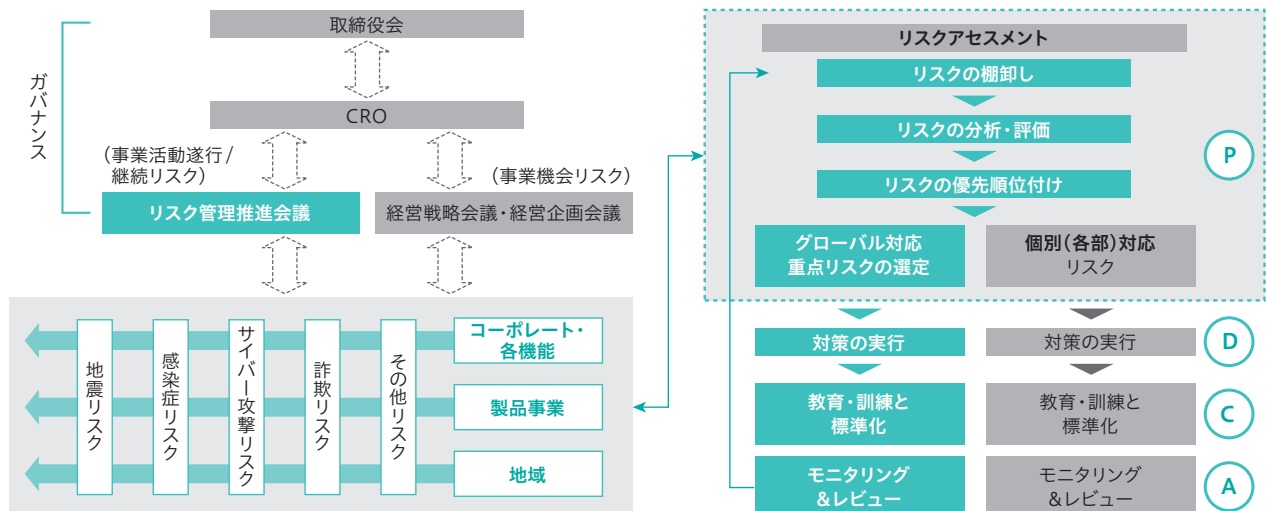 ガバナンス
取締役会
CRO
(事業活動遂行/
継続リスク)
(事業機会リスク)
リスク管理推進会議
経営戦略会議・経営企画会議
地震リスク
感染症リスク
サイバー攻撃リスク
詐欺リスク
その他リスク
コーポレート・
各機能
製品事業
地域
リスクアセスメント
リスクの棚卸し
リスクの分析・評価
リスクの優先順位付け
グローバル対応
重点リスクの選定
個別(各部)対応
リスク
P
対策の実行
対策の実行
D
教育・訓練と
標準化
教育・訓練と
標準化
C
モニタリング
&レビュー
モニタリング
&レビュー
A